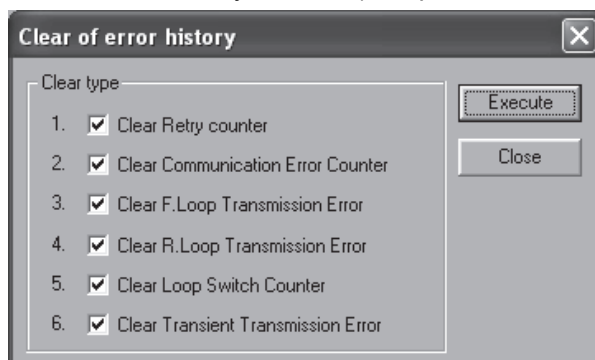 Clear of error history
Clear type
1. Clear Retry counter
2. Clear Communication Error Counter
3. Clear F.Loop Transmission Error
4. Clear R.Loop Transmission Error
5. Clear Loop Switch Counter
6. Clear Transient Transmission Error
Execute
Close